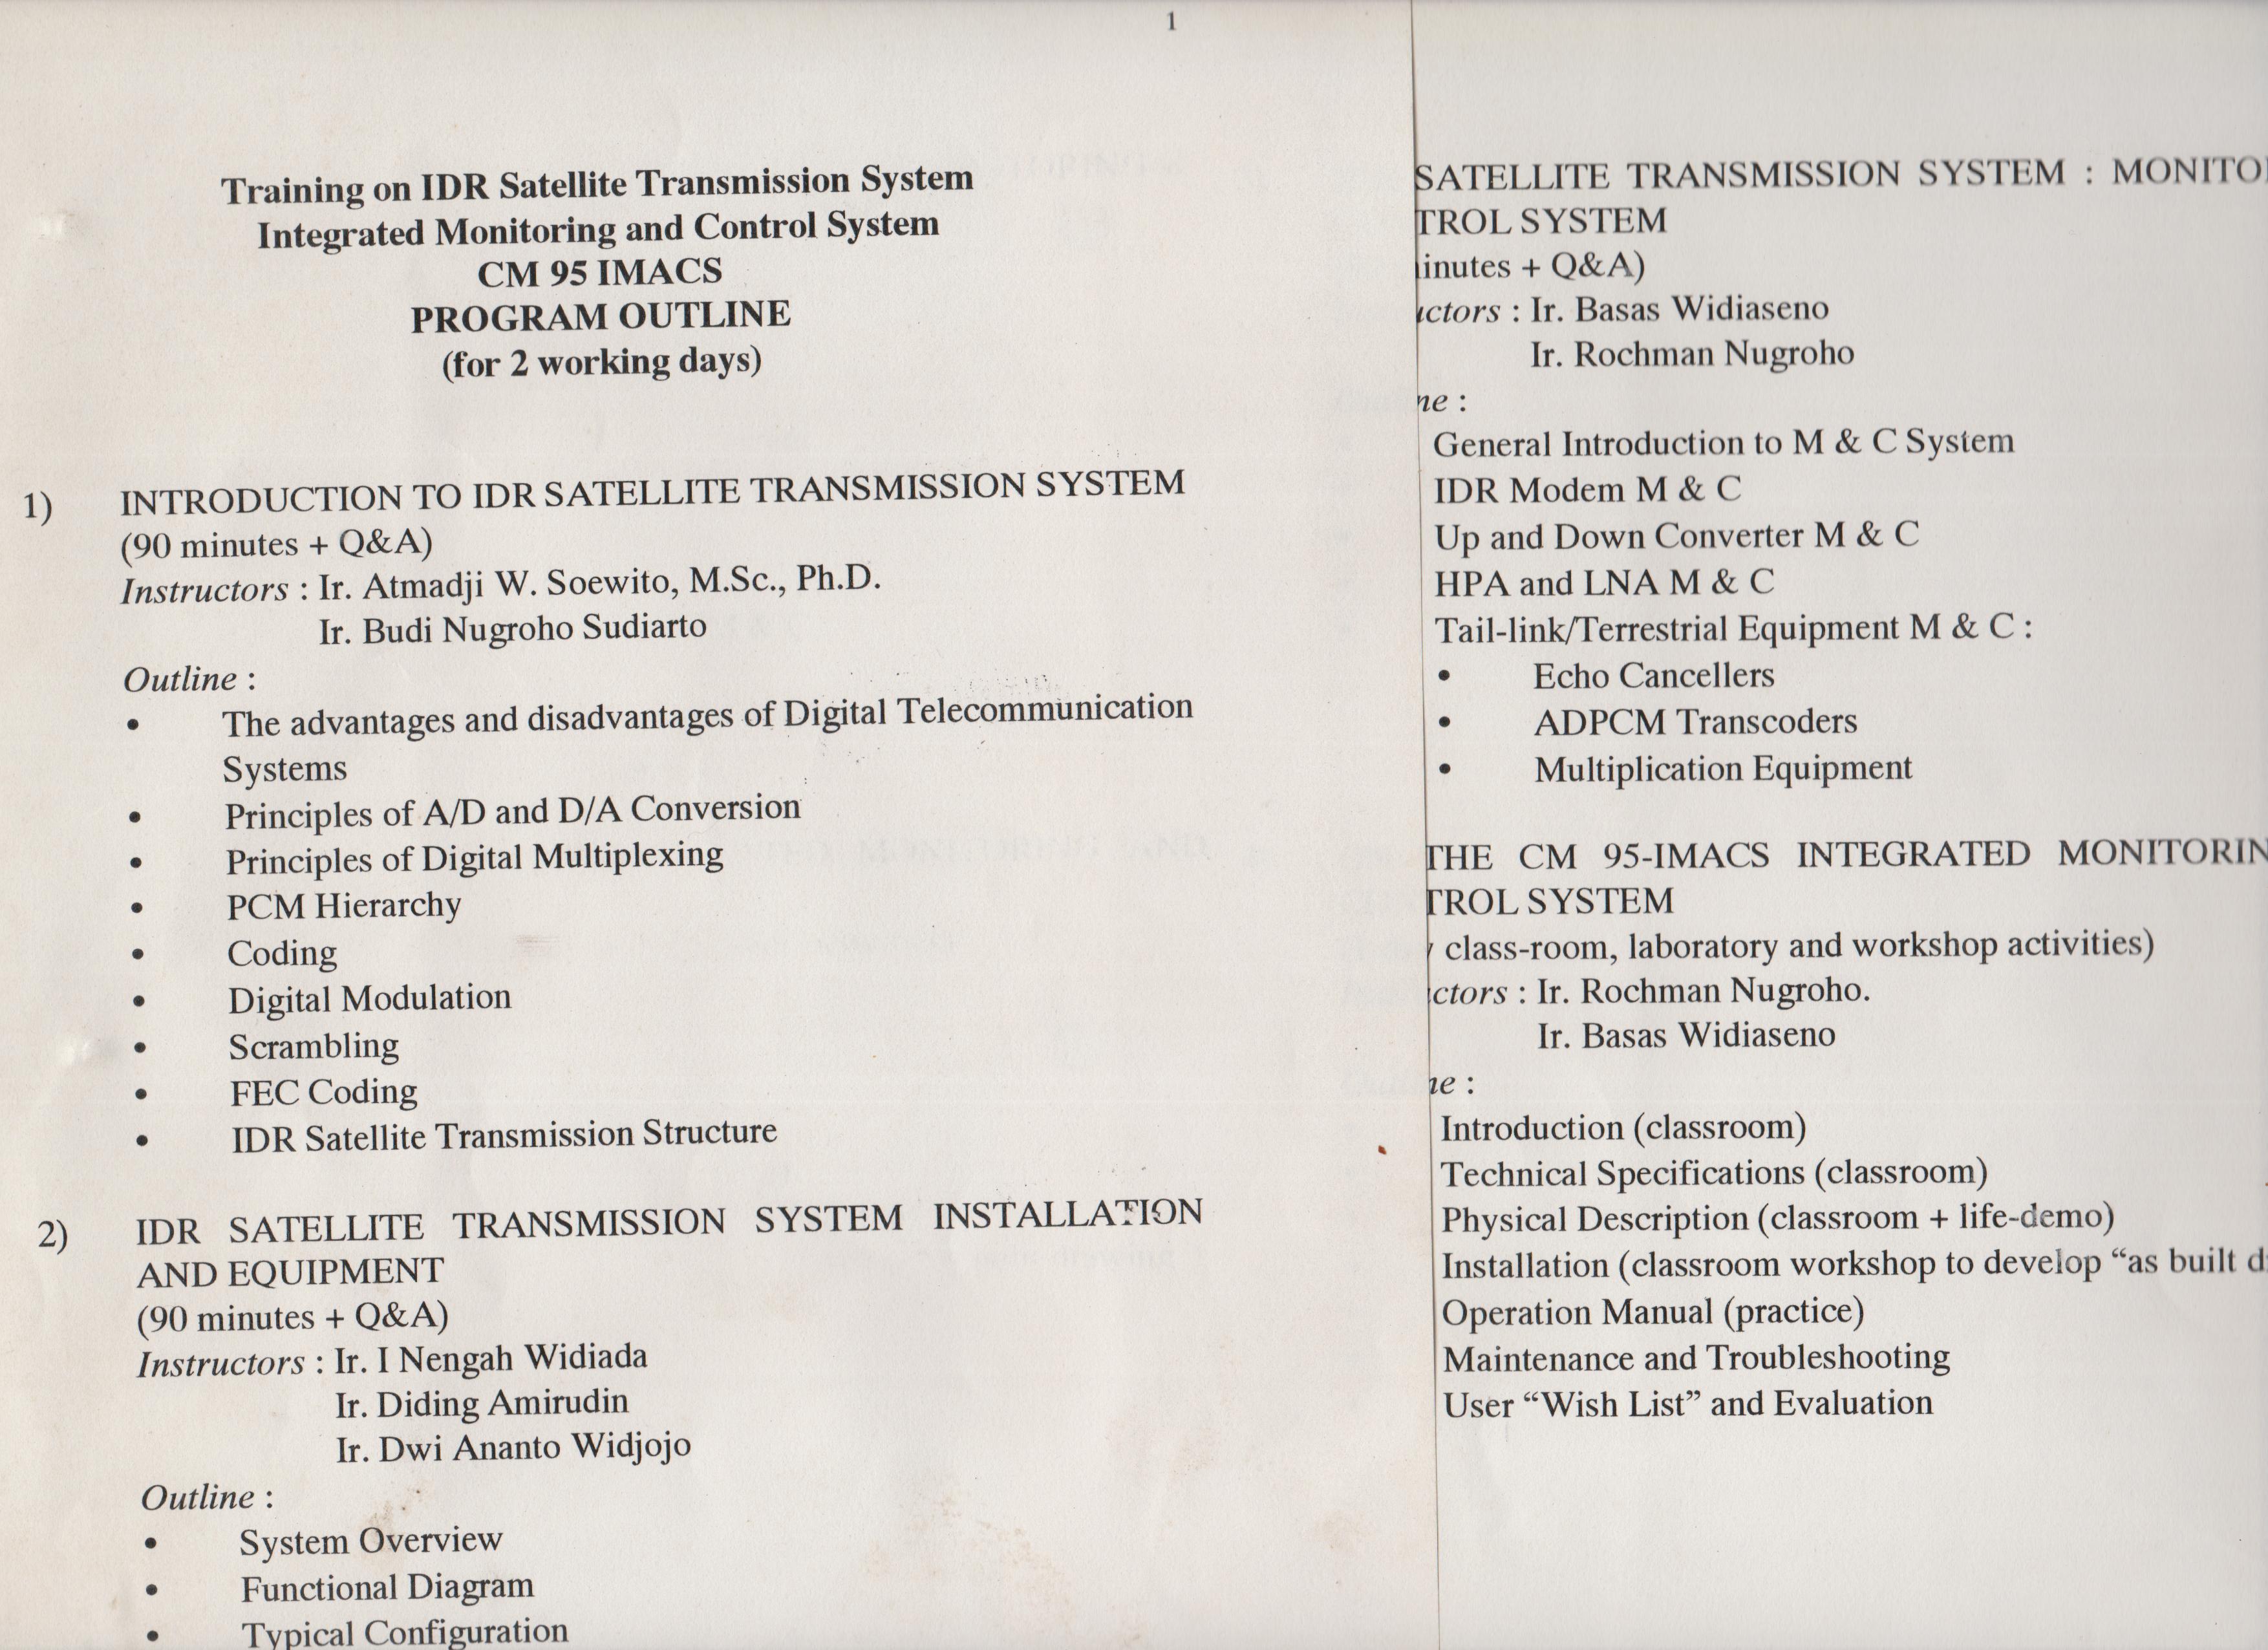 1
Training on IDR Satellite Transmission System
Integrated Monitoring and Control System
CM 95 IMACS
PROGRAM OUTLINE
(for 2 working days)
1) INTRODUCTION TO IDR SATELLITE TRANSMISSION SYSTEM
(90 minutes + Q&A)
Instructors : Ir. Atmadji W. Soewito, M.Sc., Ph.D.
Ir. Budi Nugroho Sudiarto
Outline :
• The advantages and disadvantages of Digital Telecommunication
Systems
• Principles of A/D and D/A Conversion
• Principles of Digital Multiplexing
• PCM Hierarchy
• Coding
• Digital Modulation
• Scrambling
• FEC Coding
• IDR Satellite Transmission Structure
2) IDR SATELLITE TRANSMISSION SYSTEM INSTALLATION
AND EQUIPMENT
(90 minutes + Q&A)
Instructors : Ir. I Nengah Widiada
Ir. Diding Amirudin
Ir. Dwi Ananto Widjojo
Outline :
• System Overview
• Functional Diagram
• Typical Configuration
SATELLITE TRANSMISSION SYSTEM : MONITO
TROL SYSTEM
inutes + Q&A)
ctors : Ir. Basas Widiaseno
Ir. Rochman Nugroho
ne :
General Introduction to M & C System
IDR Modem M & C
Up and Down Converter M & C
HPA and LNA M & C
Tail-link/Terrestrial Equipment M & C :
• Echo Cancellers
• ADPCM Transcoders
• Multiplication Equipment
THE CM 95-IMACS INTEGRATED MONITORIN
TROL SYSTEM
class-room, laboratory and workshop activities)
ctors : Ir. Rochman Nugroho.
Ir. Basas Widiaseno
ne :
Introduction (classroom)
Technical Specifications (classroom)
Physical Description (classroom + life-demo)
Installation (classroom workshop to develop “as built d
Operation Manual (practice)
Maintenance and Troubleshooting
User “Wish List” and Evaluation